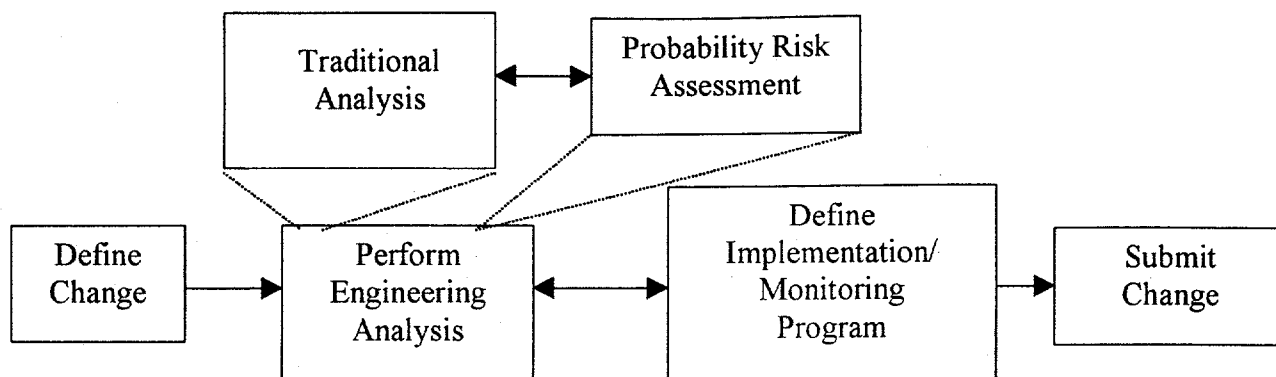 Traditional
Analysis
Probability Risk
Assessment
Define
Change
Perform
Engineering
Analysis
Define
Implementation/
Monitoring
Program
Submit
Change